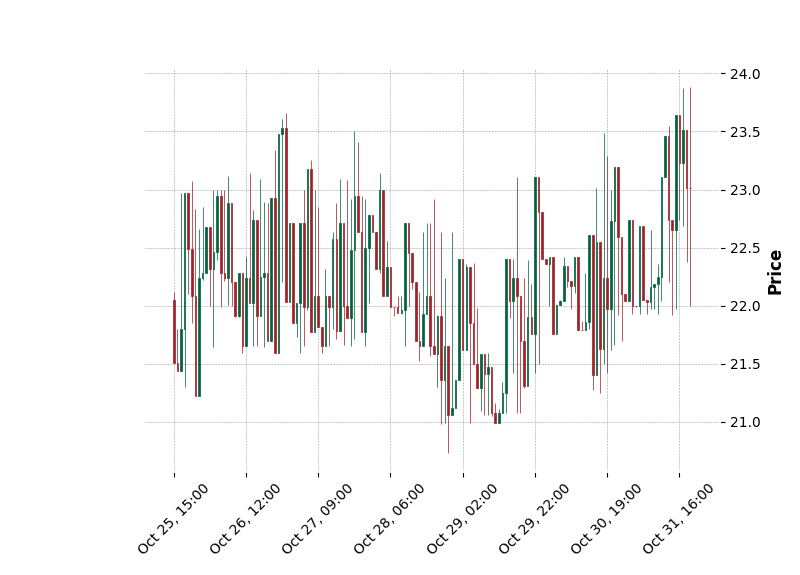 24.0
23.5
23.0
22.5
22.0
21.5
21.0
Price
Oct 25, 15:00
Oct 26, 12:00
Oct 27, 09:00
Oct 28, 06:00
Oct 29, 02:00
Oct 29, 22:00
Oct 30, 19:00
Oct 31, 16:00